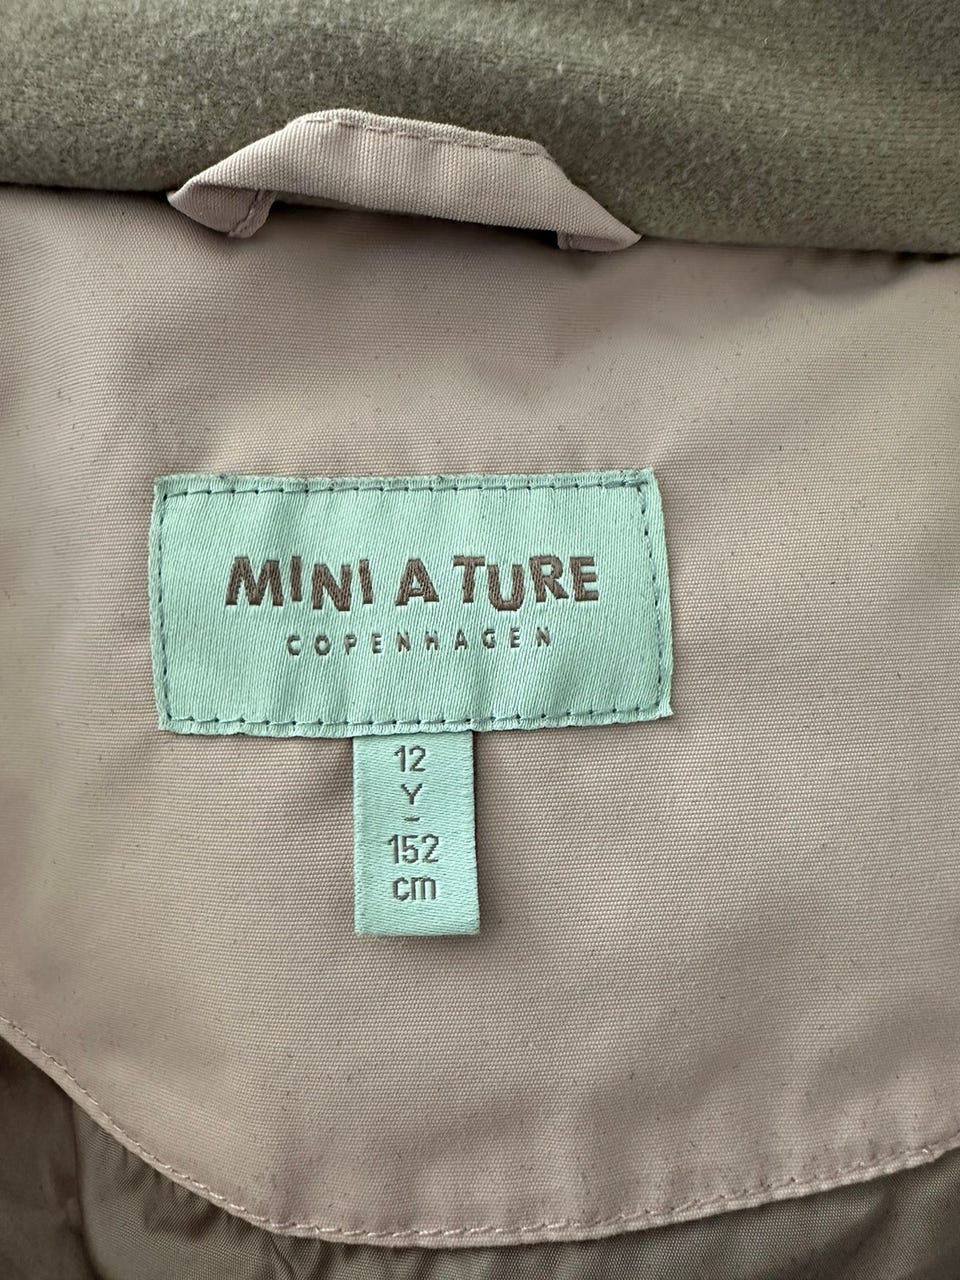 MINI A TURE
COPENHAGEN
12
Y
-
152
cm